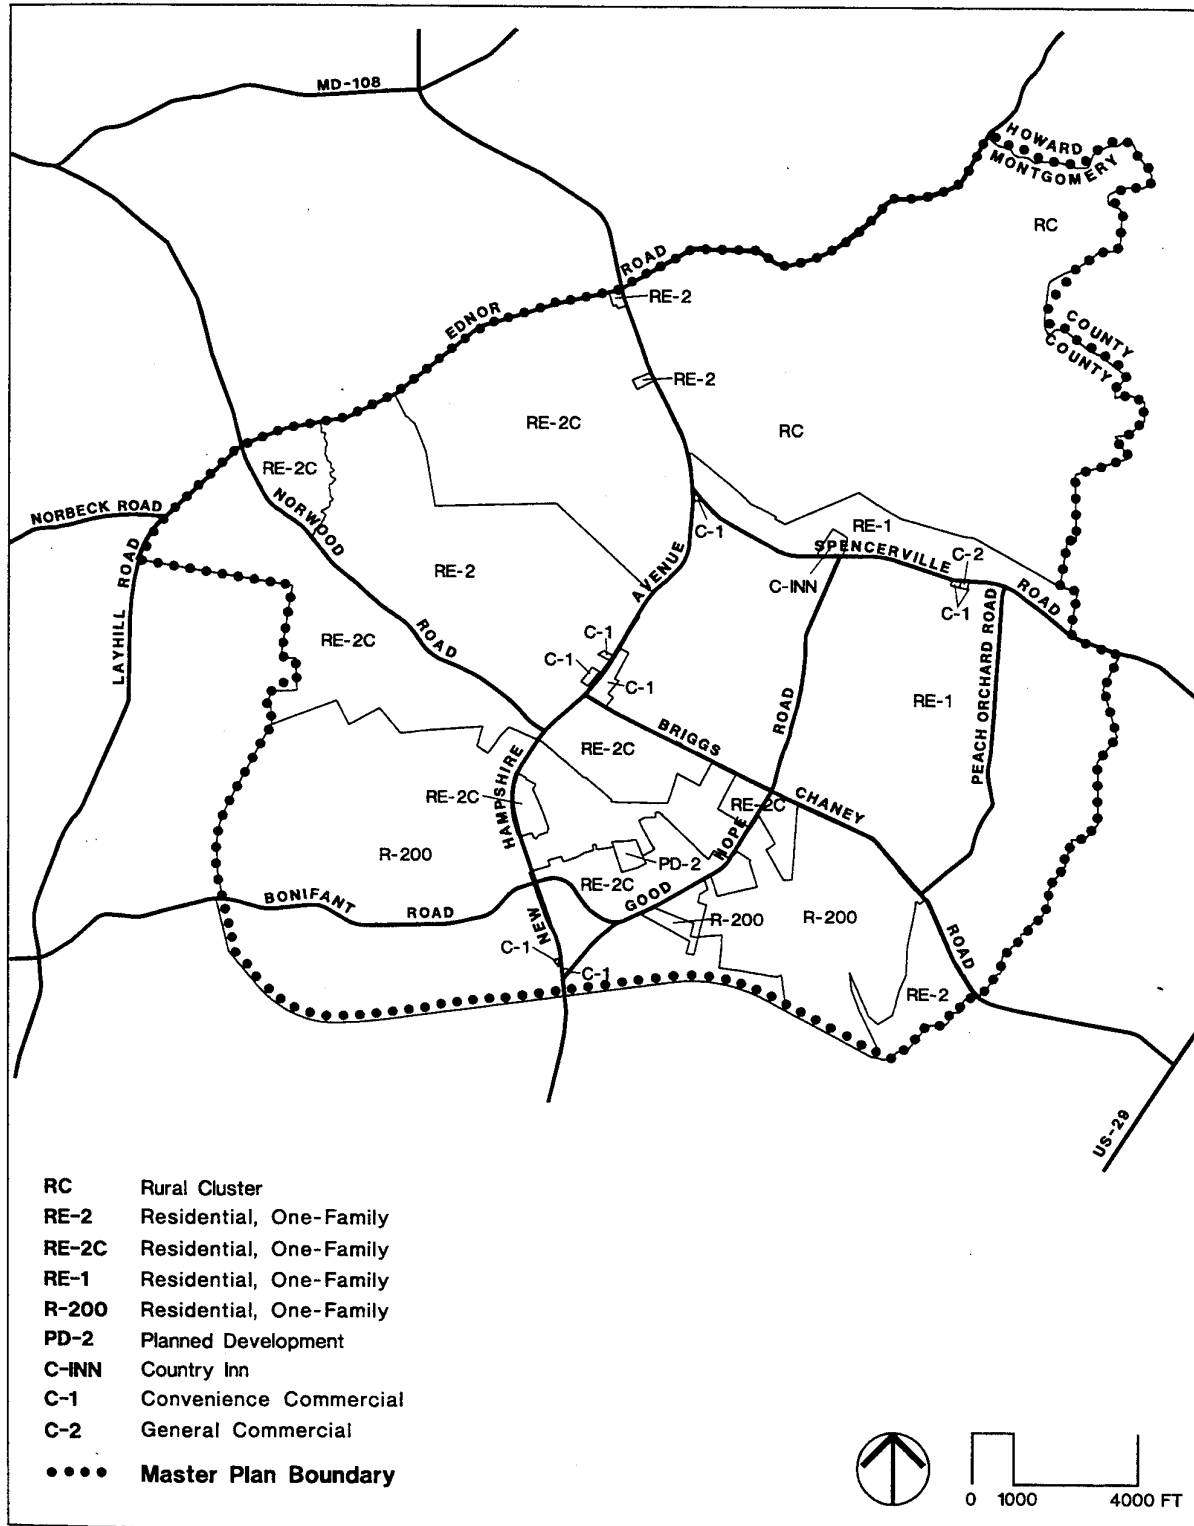 MD-108
HOWARD
MONTGOMERY
RC
ROAD
RE-2
EDNOR
COUNTY
COUNTY
RE-2
RE-2C
RC
RE-2C
NORBECK ROAD
NORWOOD
C-1
RE-1
SPENCERVILLE
C-2
ROAD
LAYHILL ROAD
RE-2
AVENUE
C-INN
C-1
RE-2C
ROAD
C-1
C-1
C-1
ROAD
RE-1
PEACH ORCHARD ROAD
BRIGGS
RE-2C
HAMPSHIRE
RE-2C
RE-2C
CHANEY
HOPE
R-200
PD-2
RE-2C
GOOD
BONIFANT
ROAD
NEW
R-200
R-200
ROAD
C-1
C-1
RE-2
US-29
RC Rural Cluster
RE-2 Residential, One-Family
RE-2C Residential, One-Family
RE-1 Residential, One-Family
R-200 Residential, One-Family
PD-2 Planned Development
C-INN Country Inn
C-1 Convenience Commercial
C-2 General Commercial
Master Plan Boundary
0 1000 4000 FT